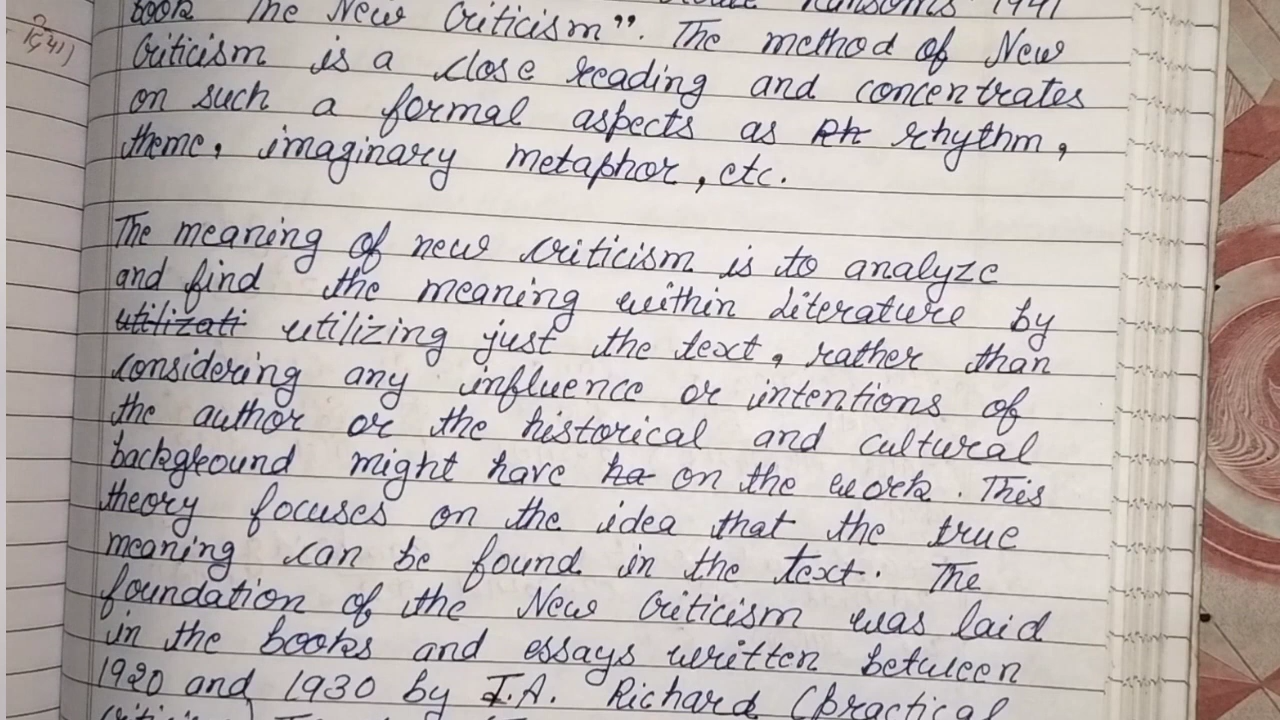 book "The New Criticism". 1941
Criticism is a close reading and concentrates
The method of New
on such a formal aspects as Rh rhythm,
theme, imaginary metaphor, etc.
The meaning of new criticism is to analyze
and find the meaning within literature by
utilizati utilizing just the text, rather than
considering any influence or intentions of
the author or the historical and cultural
background might have ha on the work. This
theory focuses on the idea that the true
meaning can be found in the text. The
foundation of the New Criticism was laid
in the books and essays written between
1920 and 1930 by I.A. Richard (practical